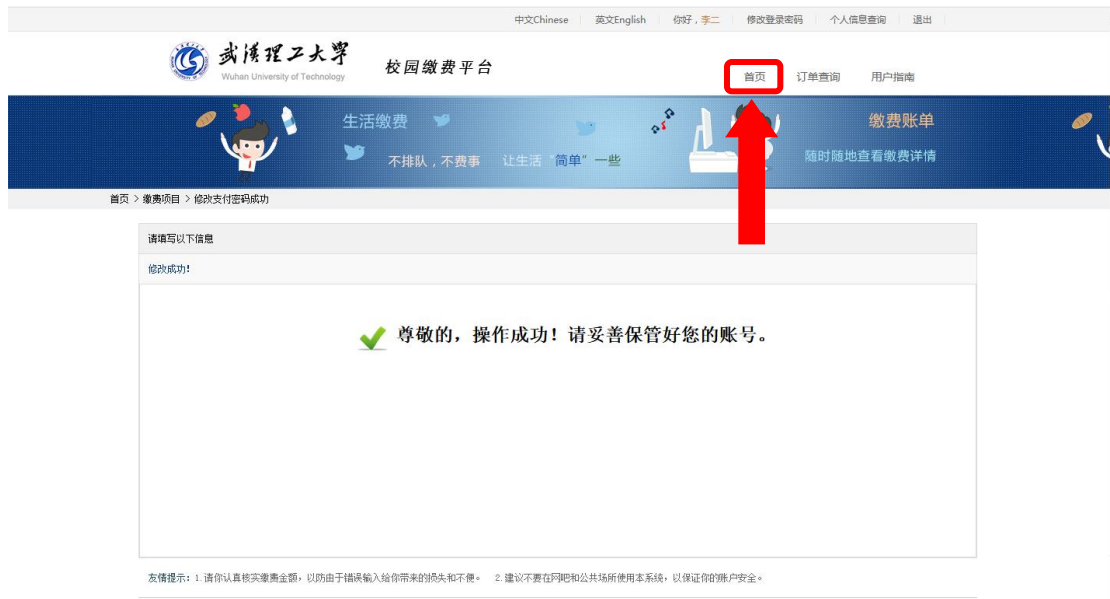 中文Chinese 英文English 你好，李二 修改登录密码 个人信息查询 退出
武汉理工大学
Wuhan University of Technology
校园缴费平台
首页 订单查询 用户指南
生活缴费
不排队，不费事 让生活“简单”一些
缴费账单
随时随地查看缴费详情
首页 > 缴费项目 > 修改支付密码成功
请填写以下信息
修改成功！
尊敬的，操作成功！请妥善保管好您的账号。
友情提示：1.请你认真核实缴费金额，以防由于错误输入给你带来的损失和不便。 2.建议不要在网吧和公共场所使用本系统，以保证你的账户安全。